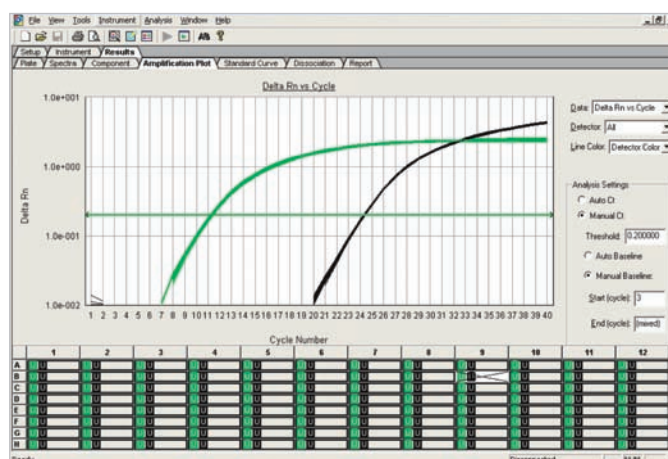 File View Tools Instrument Analysis Window Help
Setup Instrument Results
Plate Spectra Component Amplification Plot Standard Curve Dissociation Report
Delta Rn vs Cycle
1.0e+001
1.0e+000
1.0e-001
1.0e-002
Delta Rn
1 2 3 4 5 6 7 8 9 10 11 12 13 14 15 16 17 18 19 20 21 22 23 24 25 26 27 28 29 30 31 32 33 34 35 36 37 38 39 40
Cycle Number
Data: Delta Rn vs Cycle
Detector: All
Line Color: Detector Color
Analysis Settings
Auto Ct
Manual Ct
Threshold: 0.200000
Auto Baseline
Manual Baseline:
Start (cycle): 3
End (cycle): (mixed)
1 2 3 4 5 6 7 8 9 10 11 12
A
B
C
D
E
F
G
H